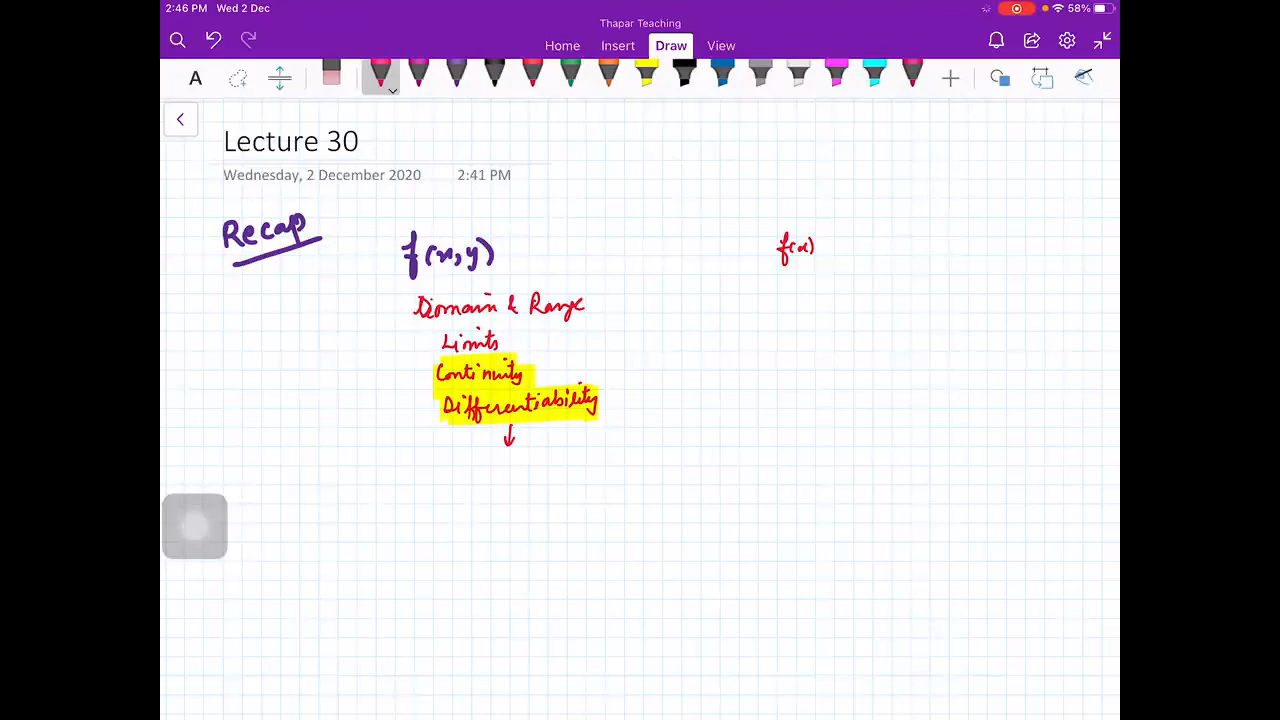 2:46 PM Wed 2 Dec
58%
Thapar Teaching
Home Insert Draw View
A
Lecture 30
Wednesday, 2 December 2020 2:41 PM
Recap
f(x,y)
f(x)
Domain & Range
Limits
Continuity
Differentiability